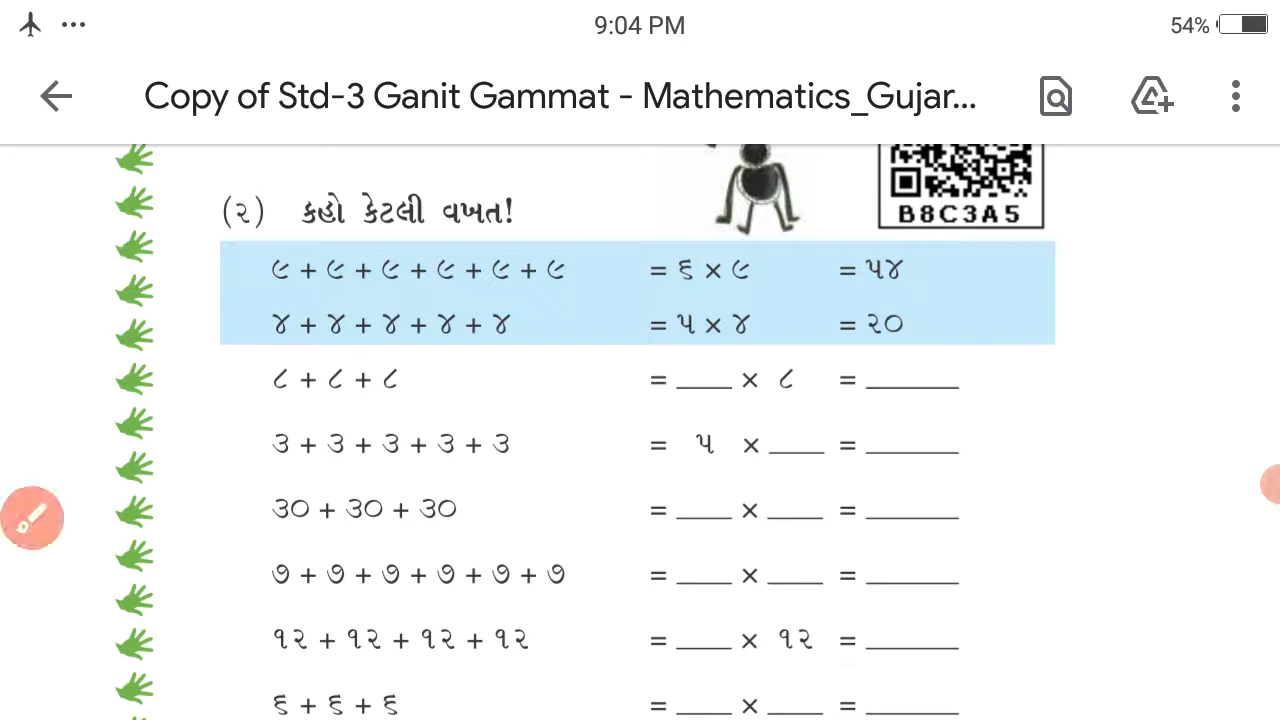 9:04 PM 54%
Copy of Std-3 Ganit Gammat - Mathematics_Gujar...
B8C3A5
(૨) કહો કેટલી વખત!
૯ + ૯ + ૯ + ૯ + ૯ + ૯ = ૬ × ૯ = ૫૪
૪ + ૪ + ૪ + ૪ + ૪ = ૫ × ૪ = ૨૦
૮ + ૮ + ૮ = ____ × ૮ = ______
૩ + ૩ + ૩ + ૩ + ૩ = ૫ × ____ = ______
૩૦ + ૩૦ + ૩૦ = ____ × ____ = ______
૭ + ૭ + ૭ + ૭ + ૭ + ૭ = ____ × ____ = ______
૧૨ + ૧૨ + ૧૨ + ૧૨ = ____ × ૧૨ = ______
૬ + ૬ + ૬ = ____ × ____ = ______